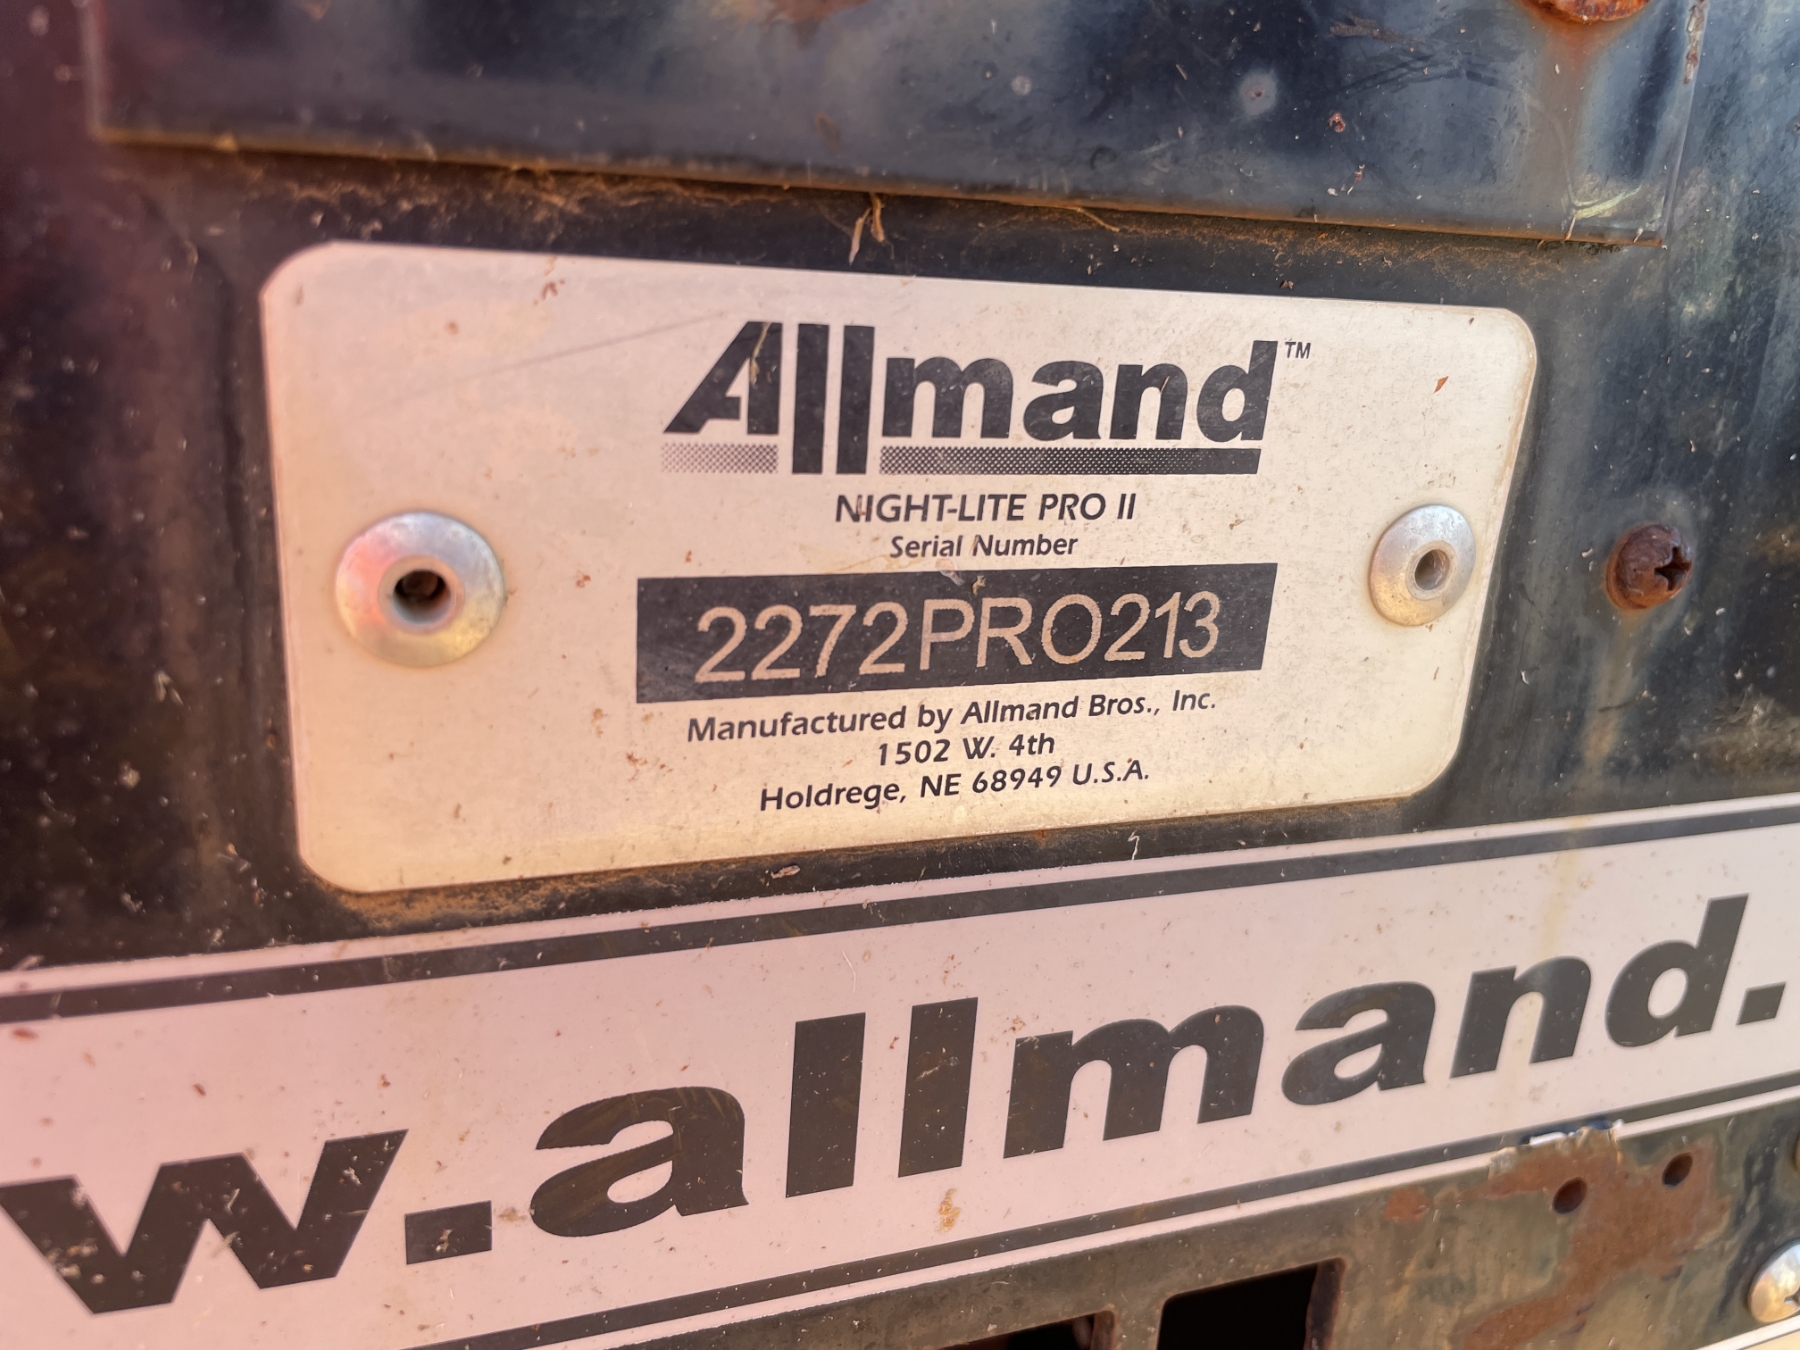 Allmand™
NIGHT-LITE PRO II
Serial Number
2272PRO213
Manufactured by Allmand Bros., Inc.
1502 W. 4th
Holdrege, NE 68949 U.S.A.
w.allmand.